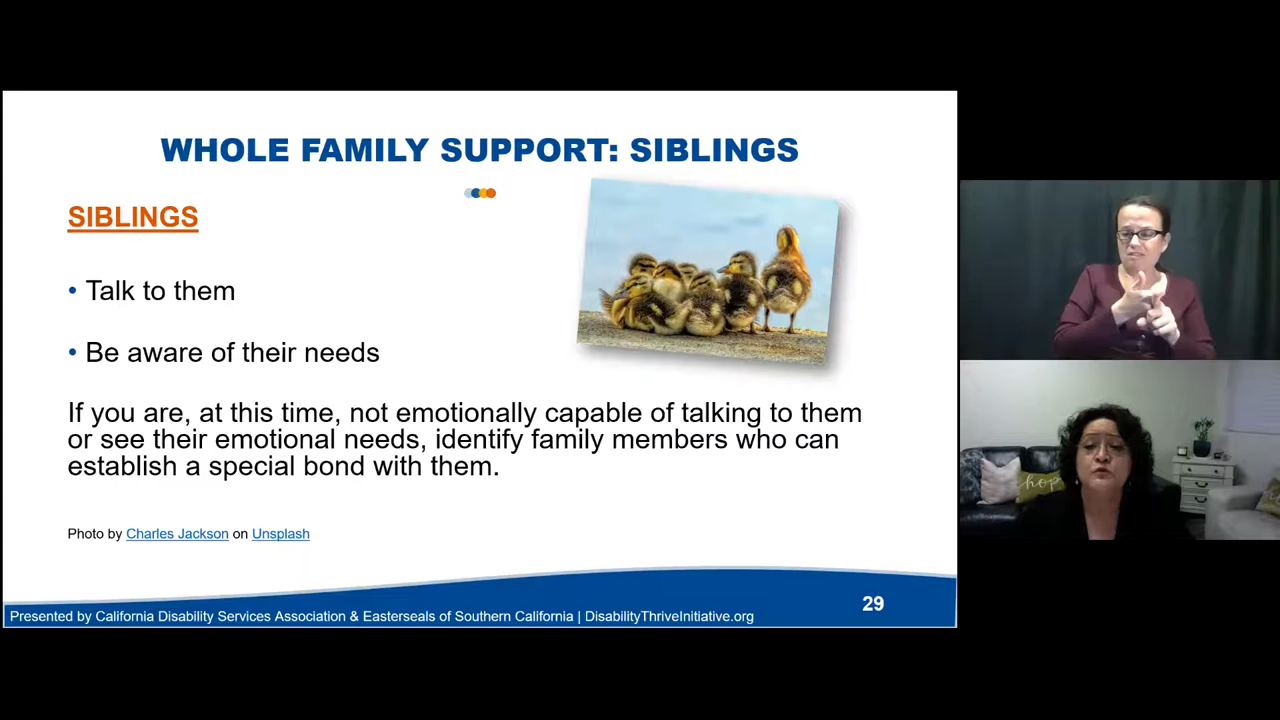 WHOLE FAMILY SUPPORT: SIBLINGS
SIBLINGS
• Talk to them
• Be aware of their needs
If you are, at this time, not emotionally capable of talking to them
or see their emotional needs, identify family members who can
establish a special bond with them.
Photo by Charles Jackson on Unsplash
29
Presented by California Disability Services Association & Easterseals of Southern California | DisabilityThriveInitiative.org
hop